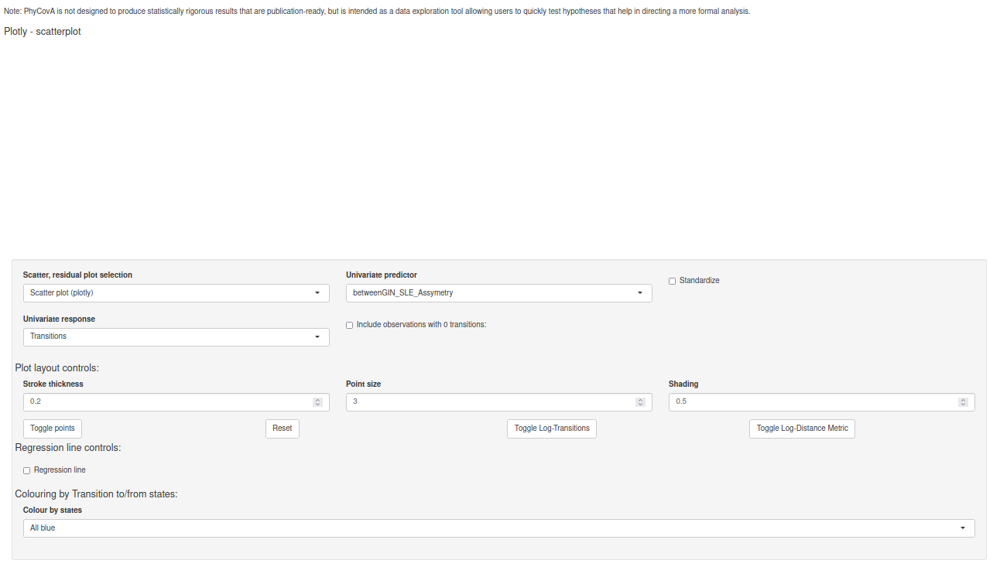 Note: PhyCovA is not designed to produce statistically rigorous results that are publication-ready, but is intended as a data exploration tool allowing users to quickly test hypotheses that help in directing a more formal analysis.
Plotly - scatterplot
Scatter, residual plot selection
Scatter plot (plotly)
Univariate predictor
betweenGIN_SLE_Assymetry
Standardize
Univariate response
Transitions
Include observations with 0 transitions:
Plot layout controls:
Stroke thickness
0.2
Point size
3
Shading
0.5
Toggle points
Reset
Toggle Log-Transitions
Toggle Log-Distance Metric
Regression line controls:
Regression line
Colouring by Transition to/from states:
Colour by states
All blue